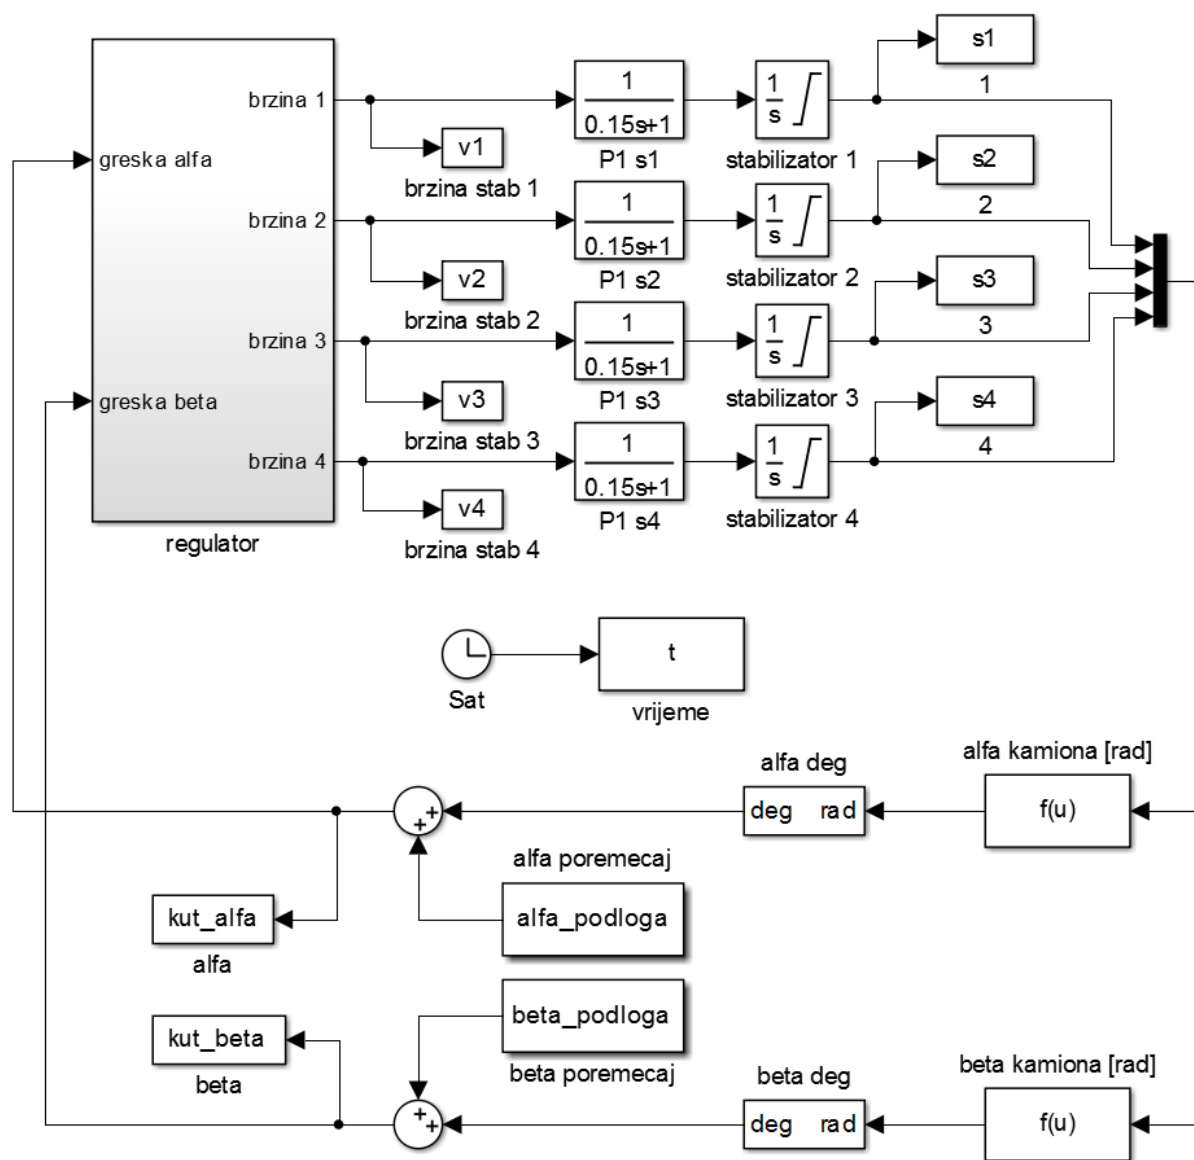 greska alfa
greska beta
brzina 1
brzina 2
brzina 3
brzina 4
regulator
v1
brzina stab 1
v2
brzina stab 2
v3
brzina stab 3
v4
brzina stab 4
1
0.15s+1
P1 s1
1
0.15s+1
P1 s2
1
0.15s+1
P1 s3
1
0.15s+1
P1 s4
1
s
stabilizator 1
1
s
stabilizator 2
1
s
stabilizator 3
1
s
stabilizator 4
s1
1
s2
2
s3
3
s4
4
Sat
t
vrijeme
alfa kamiona [rad]
f(u)
alfa deg
deg rad
+
+
alfa poremecaj
alfa_podloga
kut_alfa
alfa
beta_podloga
beta poremecaj
kut_beta
beta
+
+
beta deg
deg rad
beta kamiona [rad]
f(u)